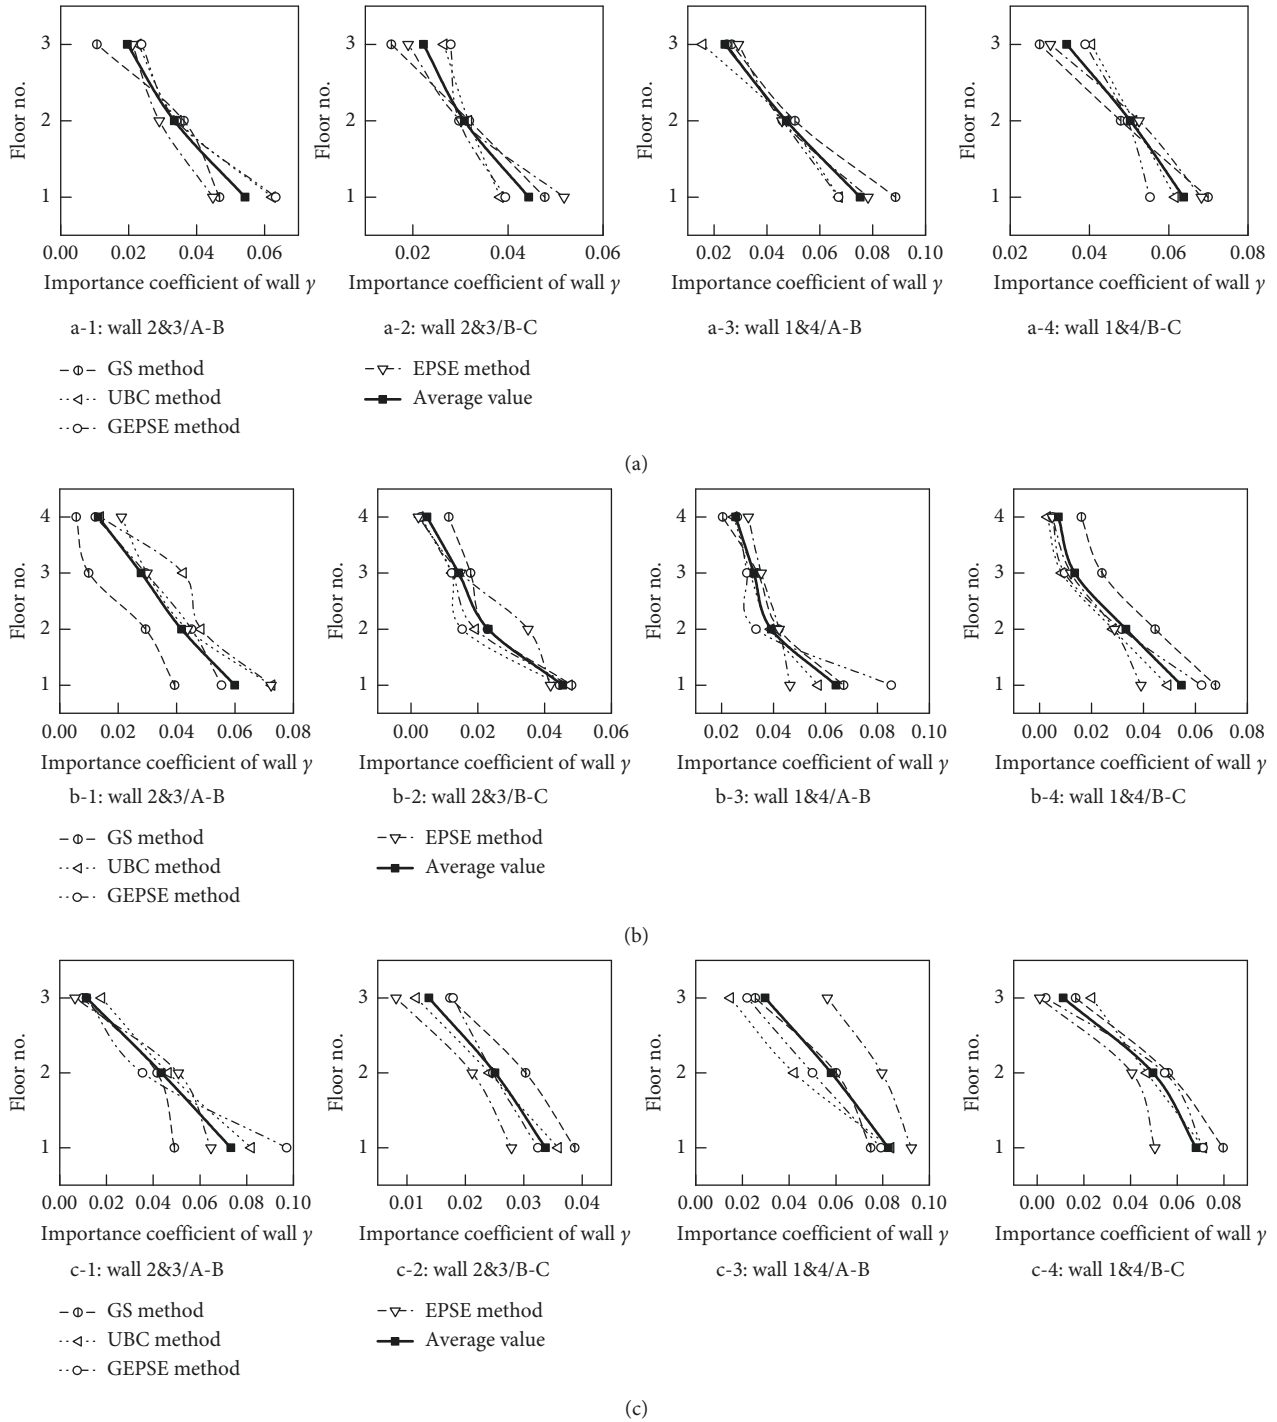 3
2
1
Floor no.
0.00 0.02 0.04 0.06
Importance coefficient of wall γ
a-1: wall 2&3/A-B
3
2
1
Floor no.
0.02 0.04 0.06
Importance coefficient of wall γ
a-2: wall 2&3/B-C
3
2
1
Floor no.
0.02 0.04 0.06 0.08 0.10
Importance coefficient of wall γ
a-3: wall 1&4/A-B
3
2
1
Floor no.
0.02 0.04 0.06 0.08
Importance coefficient of wall γ
a-4: wall 1&4/B-C
GS method
UBC method
GEPSE method
EPSE method
Average value
(a)
4
3
2
1
Floor no.
0.00 0.02 0.04 0.06 0.08
Importance coefficient of wall γ
b-1: wall 2&3/A-B
4
3
2
1
Floor no.
0.00 0.02 0.04 0.06
Importance coefficient of wall γ
b-2: wall 2&3/B-C
4
3
2
1
Floor no.
0.02 0.04 0.06 0.08 0.10
Importance coefficient of wall γ
b-3: wall 1&4/A-B
4
3
2
1
Floor no.
0.00 0.02 0.04 0.06 0.08
Importance coefficient of wall γ
b-4: wall 1&4/B-C
GS method
UBC method
GEPSE method
EPSE method
Average value
(b)
3
2
1
Floor no.
0.00 0.02 0.04 0.06 0.08 0.10
Importance coefficient of wall γ
c-1: wall 2&3/A-B
3
2
1
Floor no.
0.01 0.02 0.03 0.04
Importance coefficient of wall γ
c-2: wall 2&3/B-C
3
2
1
Floor no.
0.00 0.02 0.04 0.06 0.08 0.10
Importance coefficient of wall γ
c-3: wall 1&4/A-B
3
2
1
Floor no.
0.00 0.02 0.04 0.06 0.08
Importance coefficient of wall γ
c-4: wall 1&4/B-C
GS method
UBC method
GEPSE method
EPSE method
Average value
(c)